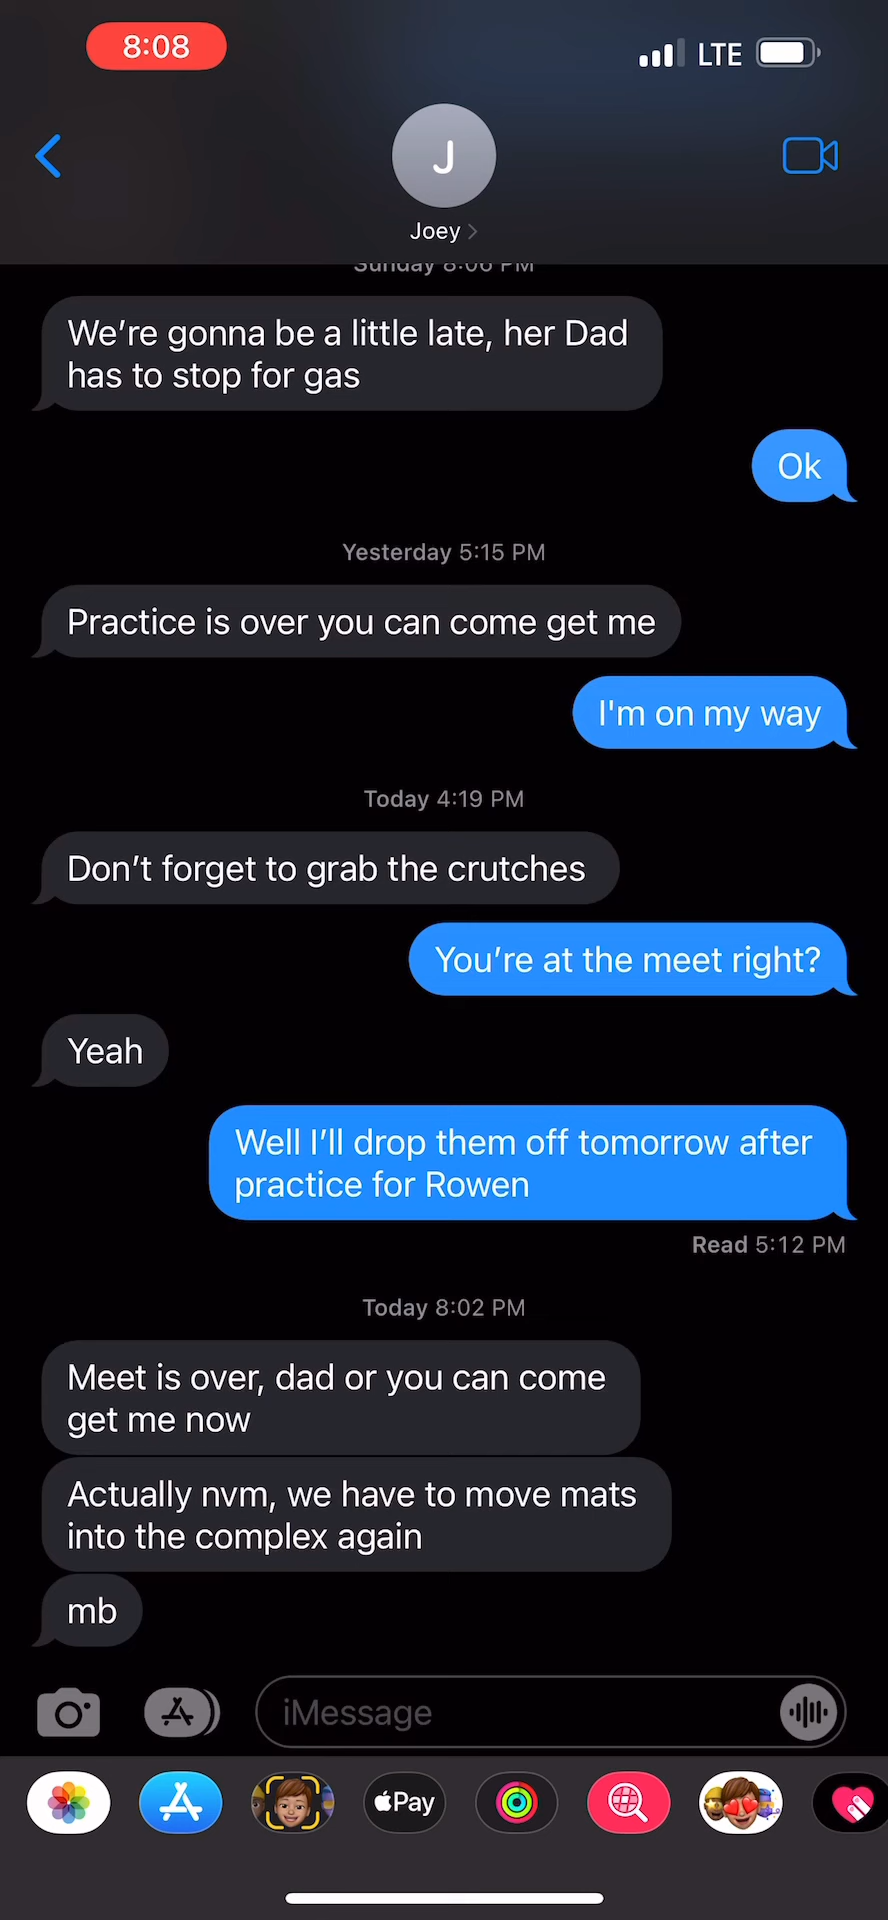 8:08
LTE
J
Joey
Sunday 8:06 PM
We’re gonna be a little late, her Dad
has to stop for gas
Ok
Yesterday 5:15 PM
Practice is over you can come get me
I'm on my way
Today 4:19 PM
Don’t forget to grab the crutches
You’re at the meet right?
Yeah
Well I’ll drop them off tomorrow after
practice for Rowen
Read 5:12 PM
Today 8:02 PM
Meet is over, dad or you can come
get me now
Actually nvm, we have to move mats
into the complex again
mb
iMessage
Pay